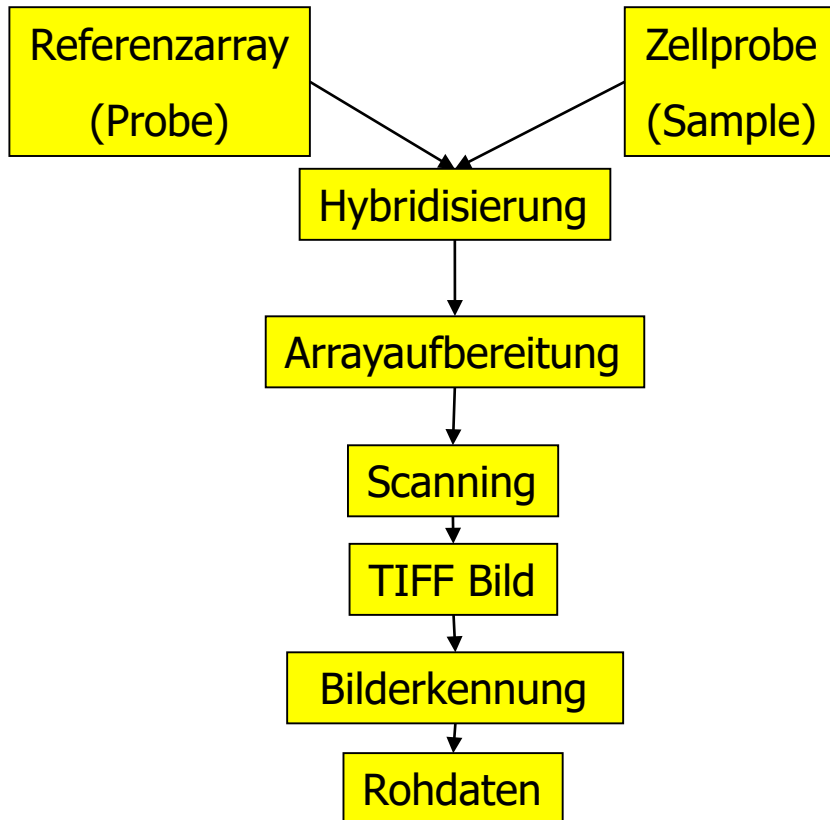 Referenzarray
(Probe)
Zellprobe
(Sample)
Hybridisierung
Arrayaufbereitung
Scanning
TIFF Bild
Bilderkennung
Rohdaten